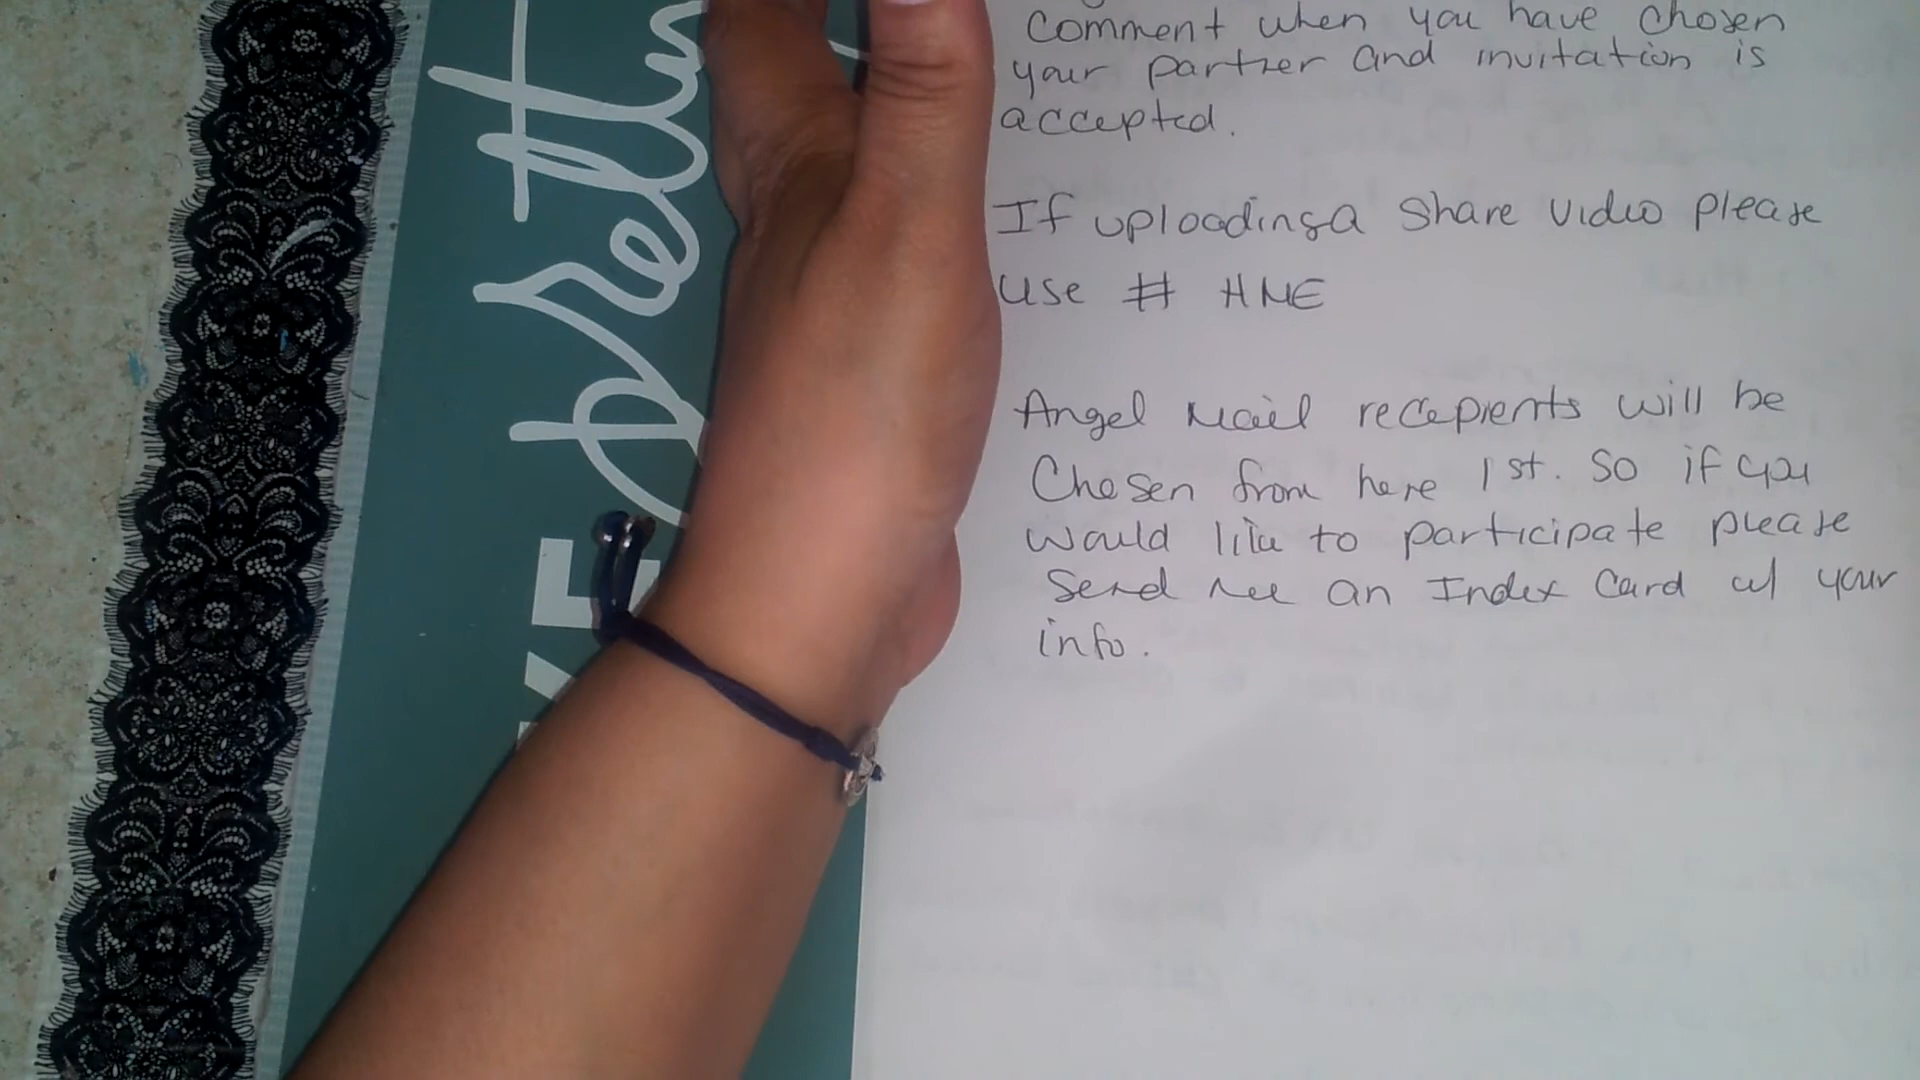 Comment when you have chosen
your partner and invitation is
accepted.
If uploading a share video please
use # HME
Angel Mail recepients will be
Chosen from here 1st. So if you
would like to participate please
Send me an Index Card w/ your
info.
pretty